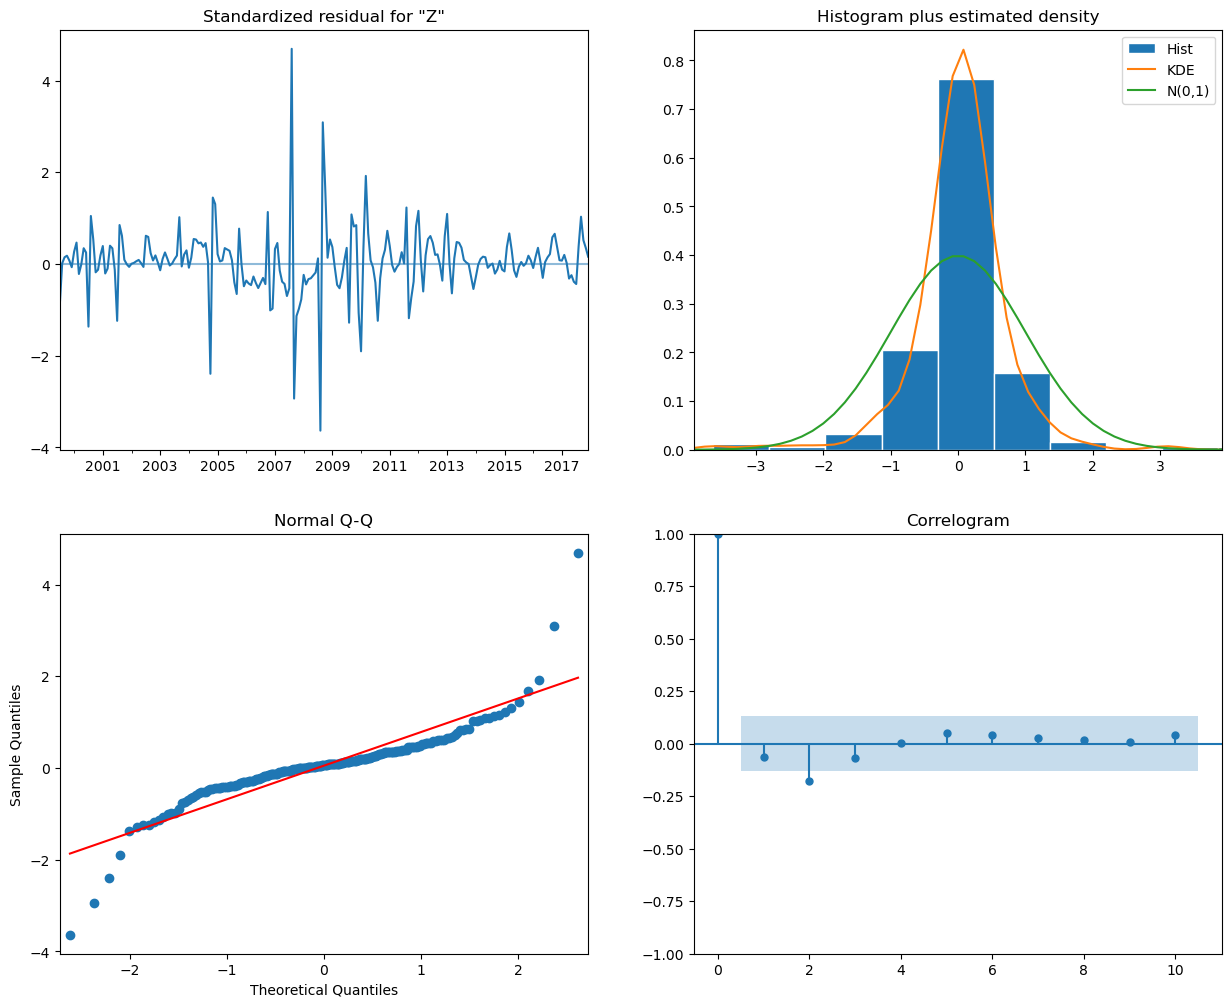 Standardized residual for "Z"
4
2
0
−2
−4
2001 2003 2005 2007 2009 2011 2013 2015 2017
Histogram plus estimated density
Hist
KDE
N(0,1)
0.8
0.7
0.6
0.5
0.4
0.3
0.2
0.1
0.0
−3 −2 −1 0 1 2 3
Normal Q-Q
Sample Quantiles
4
2
0
−2
−4
−2 −1 0 1 2
Theoretical Quantiles
Correlogram
1.00
0.75
0.50
0.25
0.00
−0.25
−0.50
−0.75
−1.00
0 2 4 6 8 10